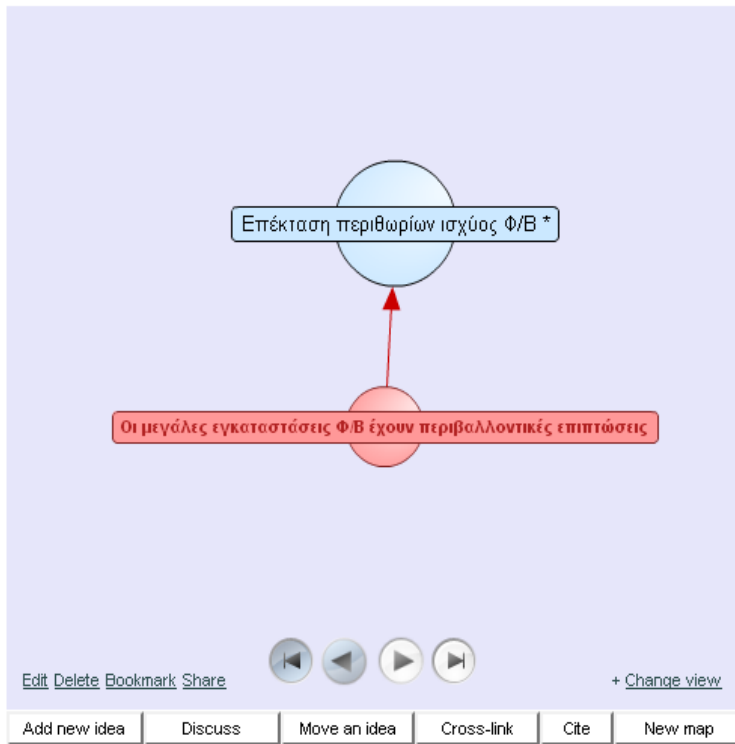 Επέκταση περιθωρίων ισχύος Φ/Β *
Οι μεγάλες εγκαταστάσεις Φ/Β έχουν περιβαλλοντικές επιπτώσεις
Edit Delete Bookmark Share + Change view
Add new idea Discuss Move an idea Cross-link Cite New map